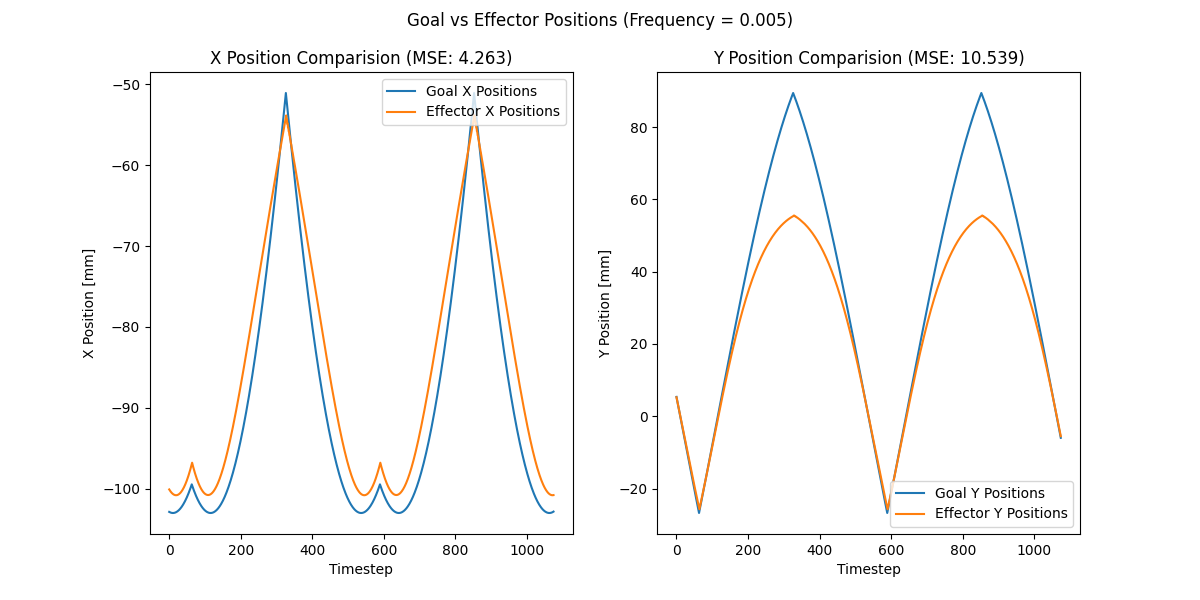 Goal vs Effector Positions (Frequency = 0.005)
X Position Comparision (MSE: 4.263)
Y Position Comparision (MSE: 10.539)
Goal X Positions
Effector X Positions
X Position [mm]
−50
−60
−70
−80
−90
−100
0 200 400 600 800 1000
Timestep
Y Position [mm]
80
60
40
20
0
−20
Goal Y Positions
Effector Y Positions
0 200 400 600 800 1000
Timestep